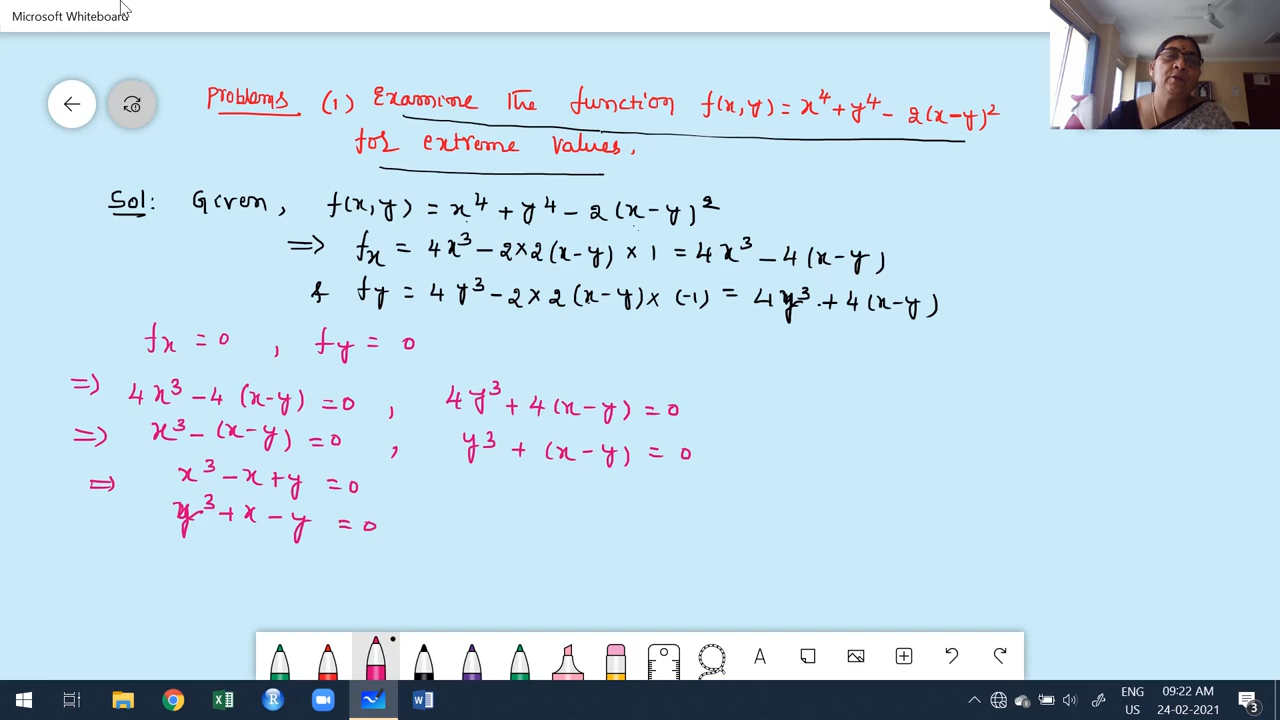 Microsoft Whiteboard
Problems (1) Examine The function f(x,y) = x⁴ + y⁴ – 2(x–y)²
for extreme values.
Sol: Given, f(x,y) = x⁴ + y⁴ – 2(x–y)²
⇒ fx = 4x³ – 2×2(x–y) × 1 = 4x³ – 4(x–y)
& fy = 4y³ – 2×2(x–y)× (-1) = 4y³ + 4(x–y)
fx = 0 , fy = 0
⇒ 4x³ – 4(x–y) = 0 , 4y³ + 4(x–y) = 0
⇒ x³ – (x–y) = 0 , y³ + (x–y) = 0
⇒ x³ – x + y = 0
y³ + x – y = 0
A
ENG
US
09:22 AM
24-02-2021
3